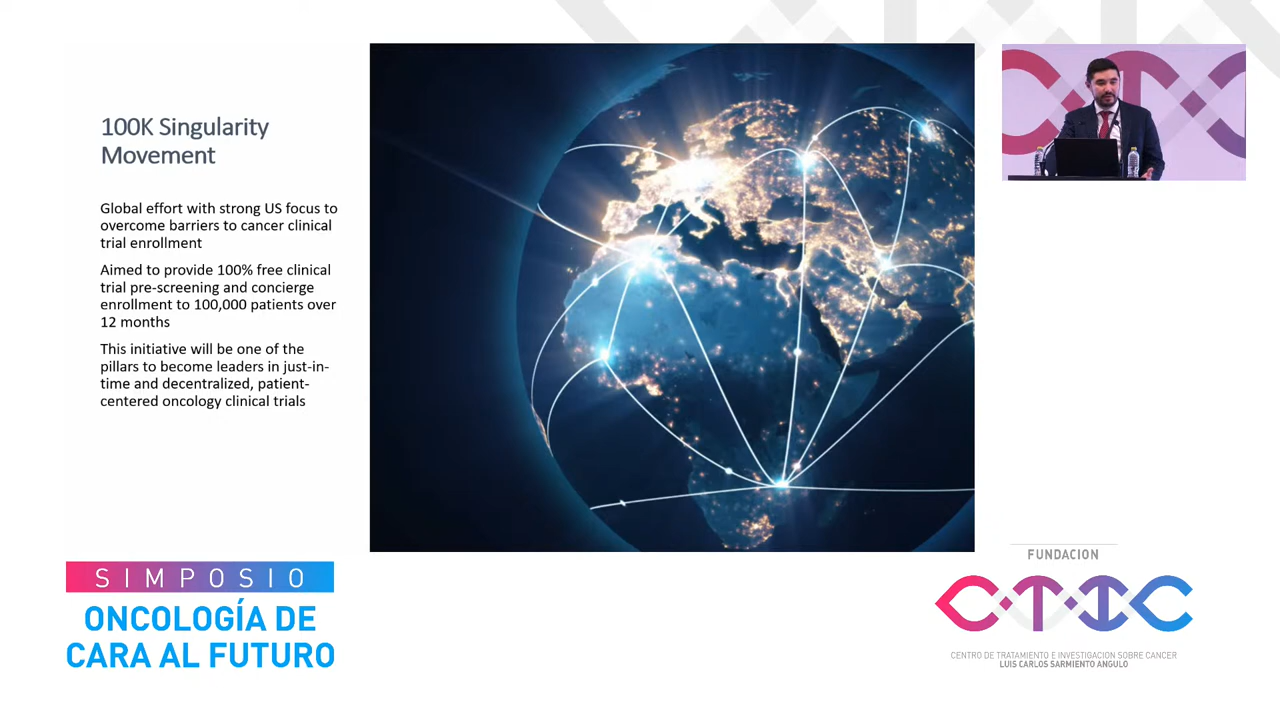 100K Singularity
Movement
Global effort with strong US focus to
overcome barriers to cancer clinical
trial enrollment
Aimed to provide 100% free clinical
trial pre-screening and concierge
enrollment to 100,000 patients over
12 months
This initiative will be one of the
pillars to become leaders in just-in-
time and decentralized, patient-
centered oncology clinical trials
SIMPOSIO
ONCOLOGÍA DE
CARA AL FUTURO
FUNDACION
CTIC
CENTRO DE TRATAMIENTO E INVESTIGACION SOBRE CANCER
LUIS CARLOS SARMIENTO ANGULO